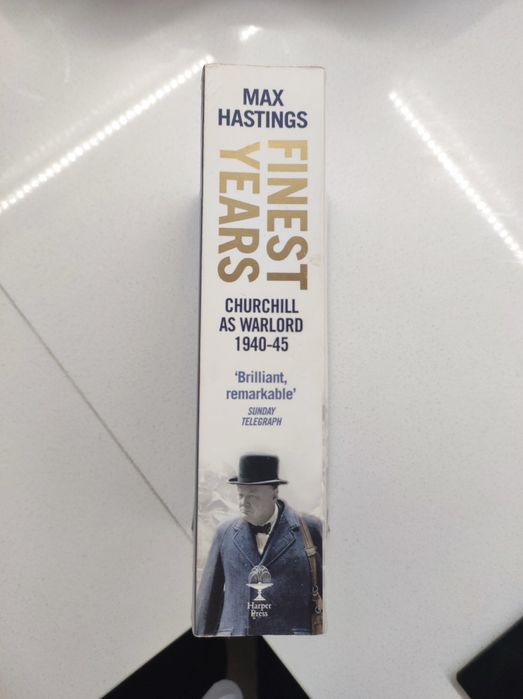 MAX
HASTINGS
FINEST
YEARS
CHURCHILL
AS WARLORD
1940-45
‘Brilliant,
remarkable’
SUNDAY
TELEGRAPH
Harper
Press